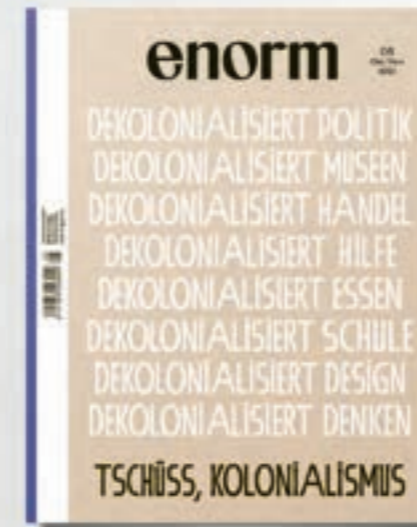 enorm
DEKOLONIALISIERT POLITIK
DEKOLONIALISIERT MUSEEN
DEKOLONIALISIERT HANDEL
DEKOLONIALISIERT HILFE
DEKOLONIALISIERT ESSEN
DEKOLONIALISIERT SCHULE
DEKOLONIALISIERT DESIGN
DEKOLONIALISIERT DENKEN
TSCHÜSS, KOLONIALISMUS